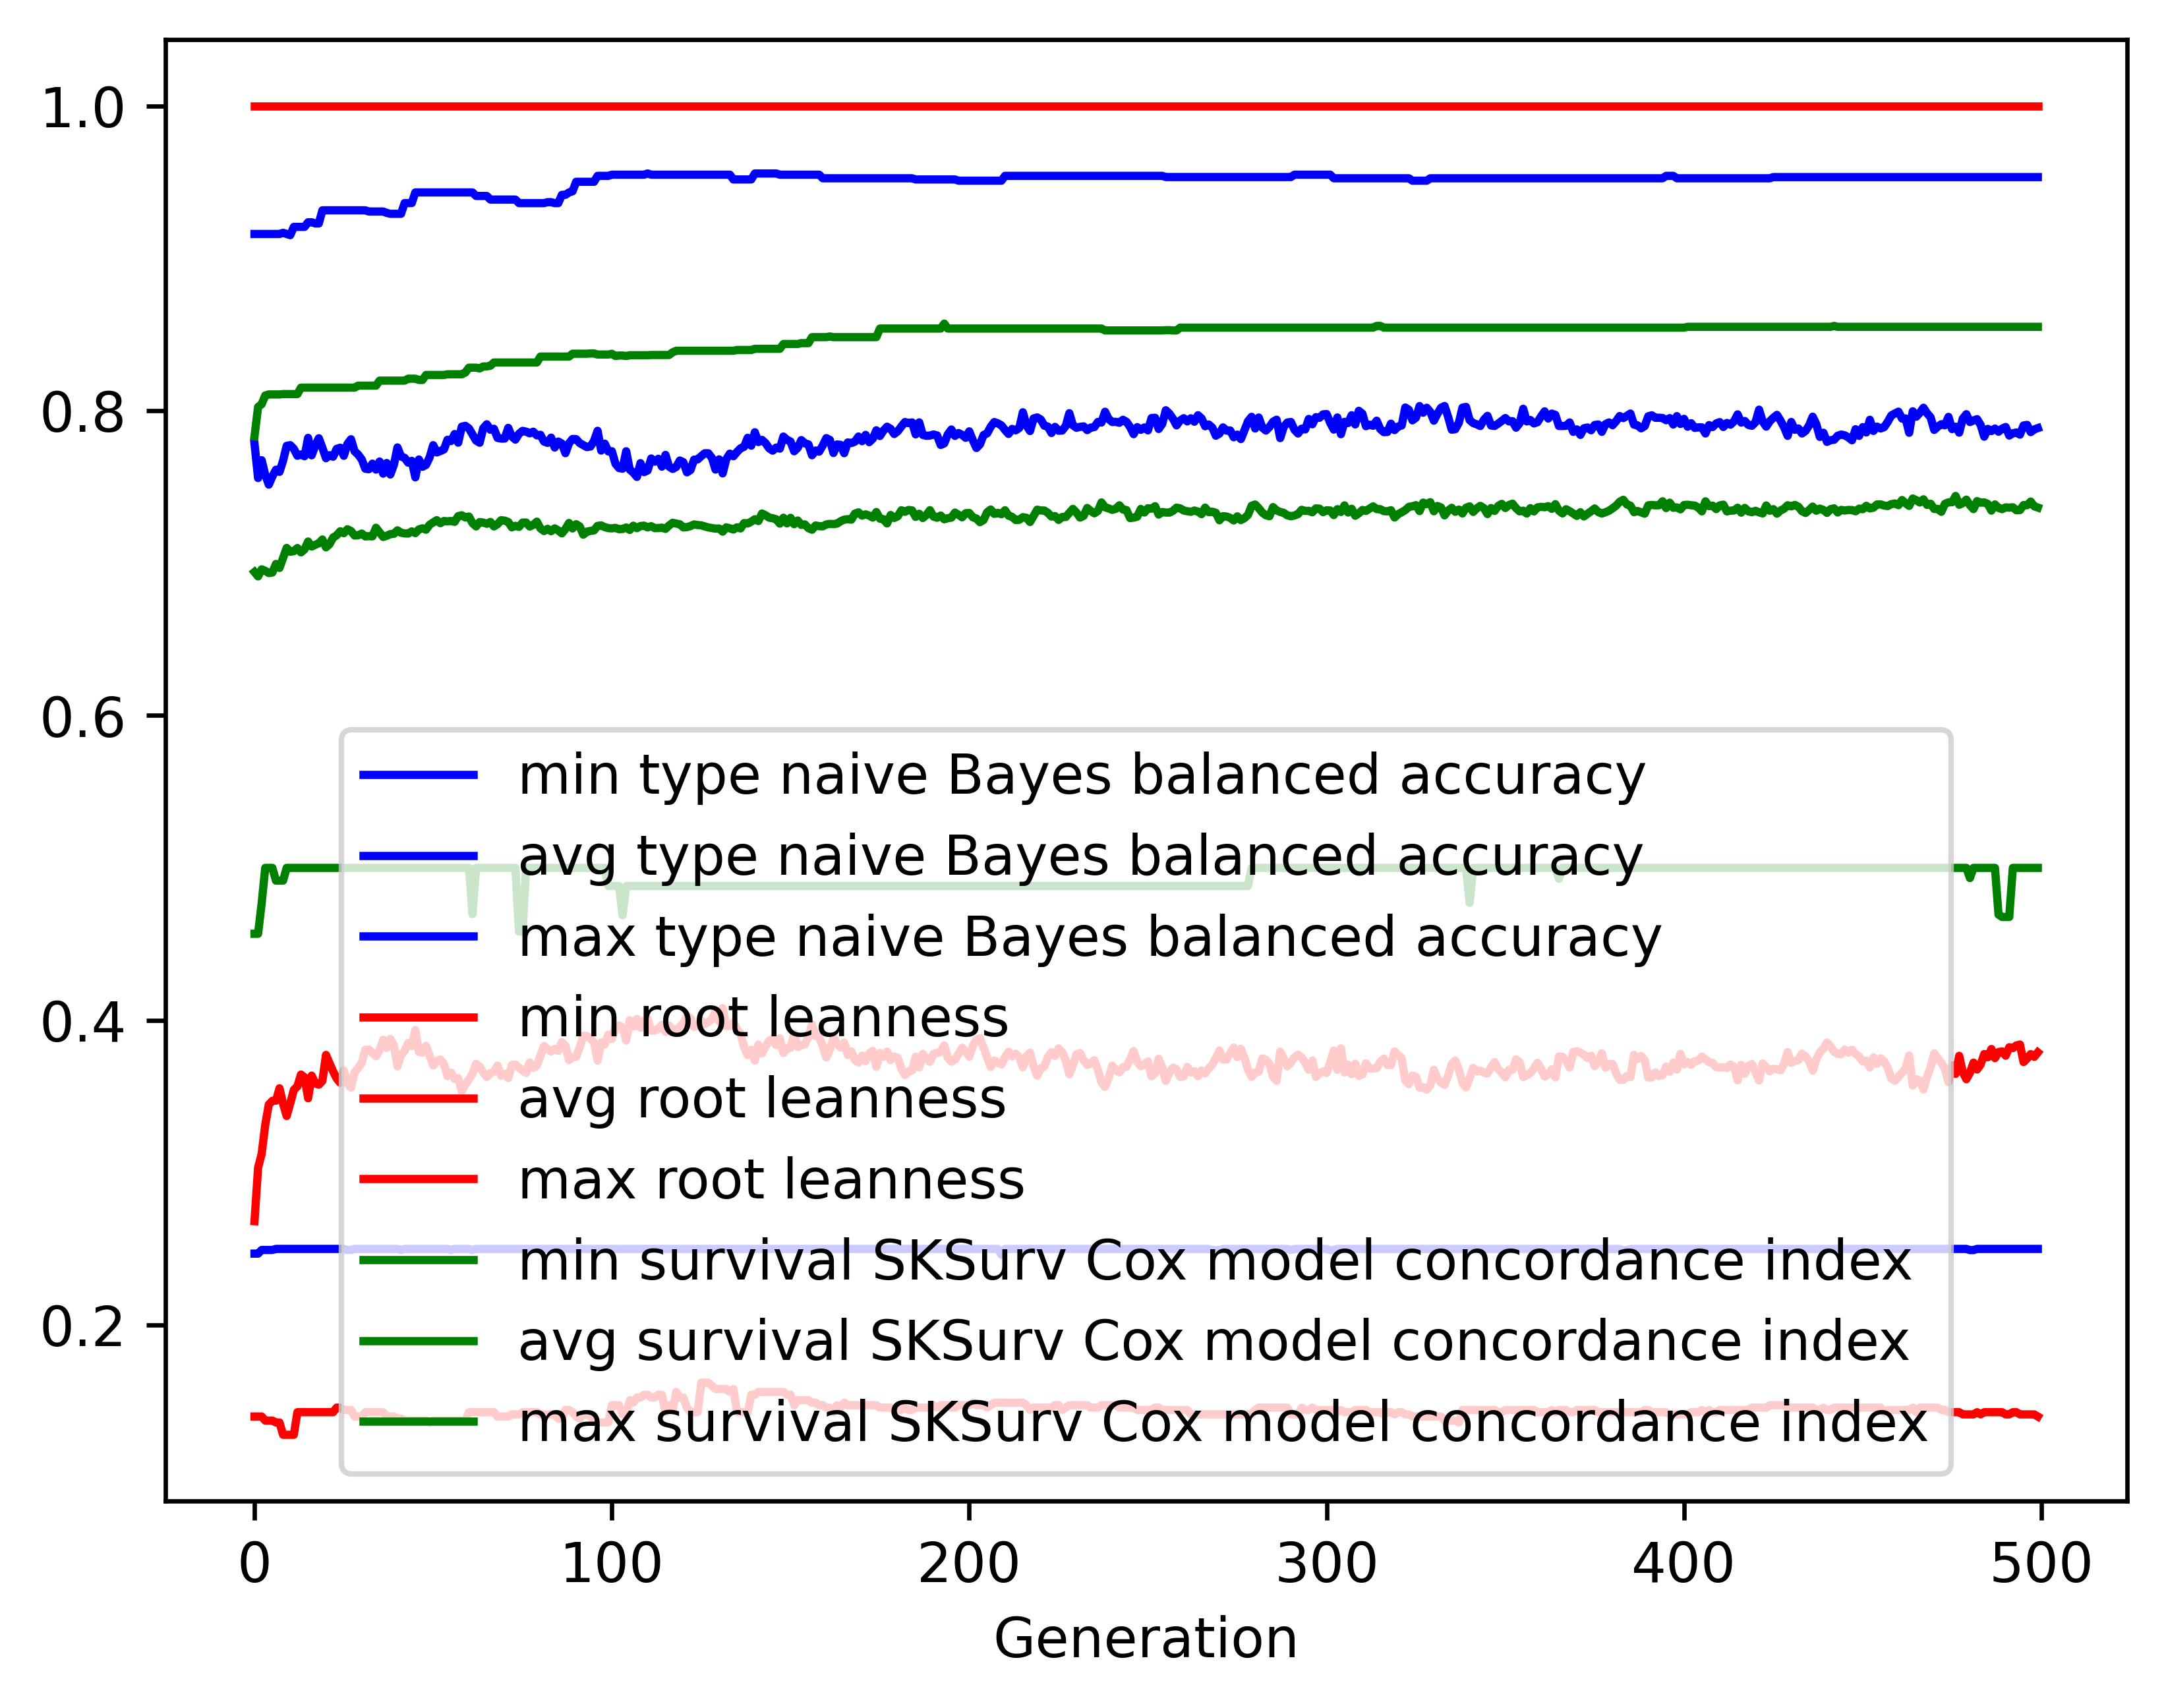 1.0
0.8
0.6
0.4
0.2
min type naive Bayes balanced accuracy
avg type naive Bayes balanced accuracy
max type naive Bayes balanced accuracy
min root leanness
avg root leanness
max root leanness
min survival SKSurv Cox model concordance index
avg survival SKSurv Cox model concordance index
max survival SKSurv Cox model concordance index
0 100 200 300 400 500
Generation